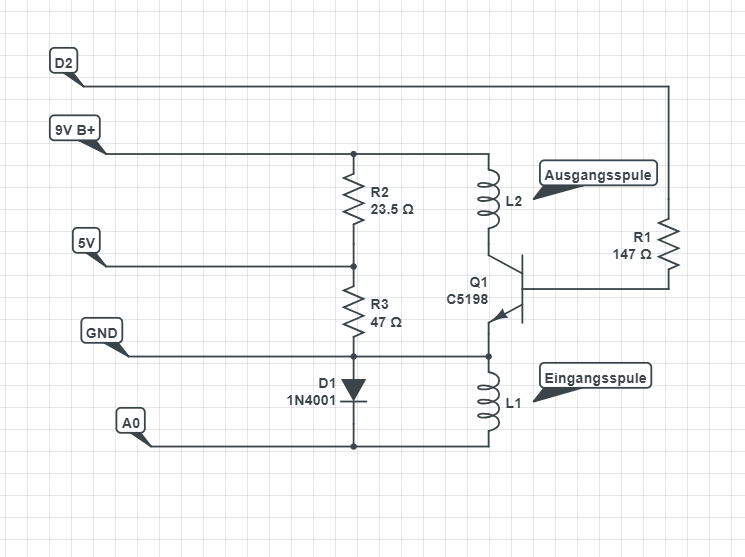 D2
9V B+
Ausgangsspule
R2
23.5 Ω
L2
5V
R1
147 Ω
Q1
C5198
R3
47 Ω
GND
Eingangsspule
D1
1N4001
L1
A0